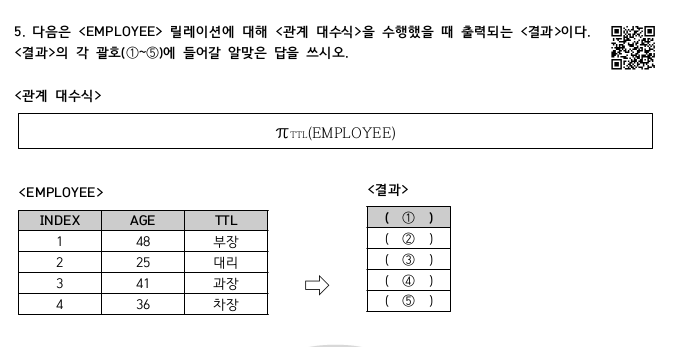 5. 다음은 <EMPLOYEE> 릴레이션에 대해 <관계 대수식>을 수행했을 때 출력되는 <결과>이다.
<결과>의 각 괄호(①~⑤)에 들어갈 알맞은 답을 쓰시오.
<관계 대수식>
πTTL(EMPLOYEE)
<EMPLOYEE>
INDEX AGE TTL
1 48 부장
2 25 대리
3 41 과장
4 36 차장
<결과>
( ① )
( ② )
( ③ )
( ④ )
( ⑤ )